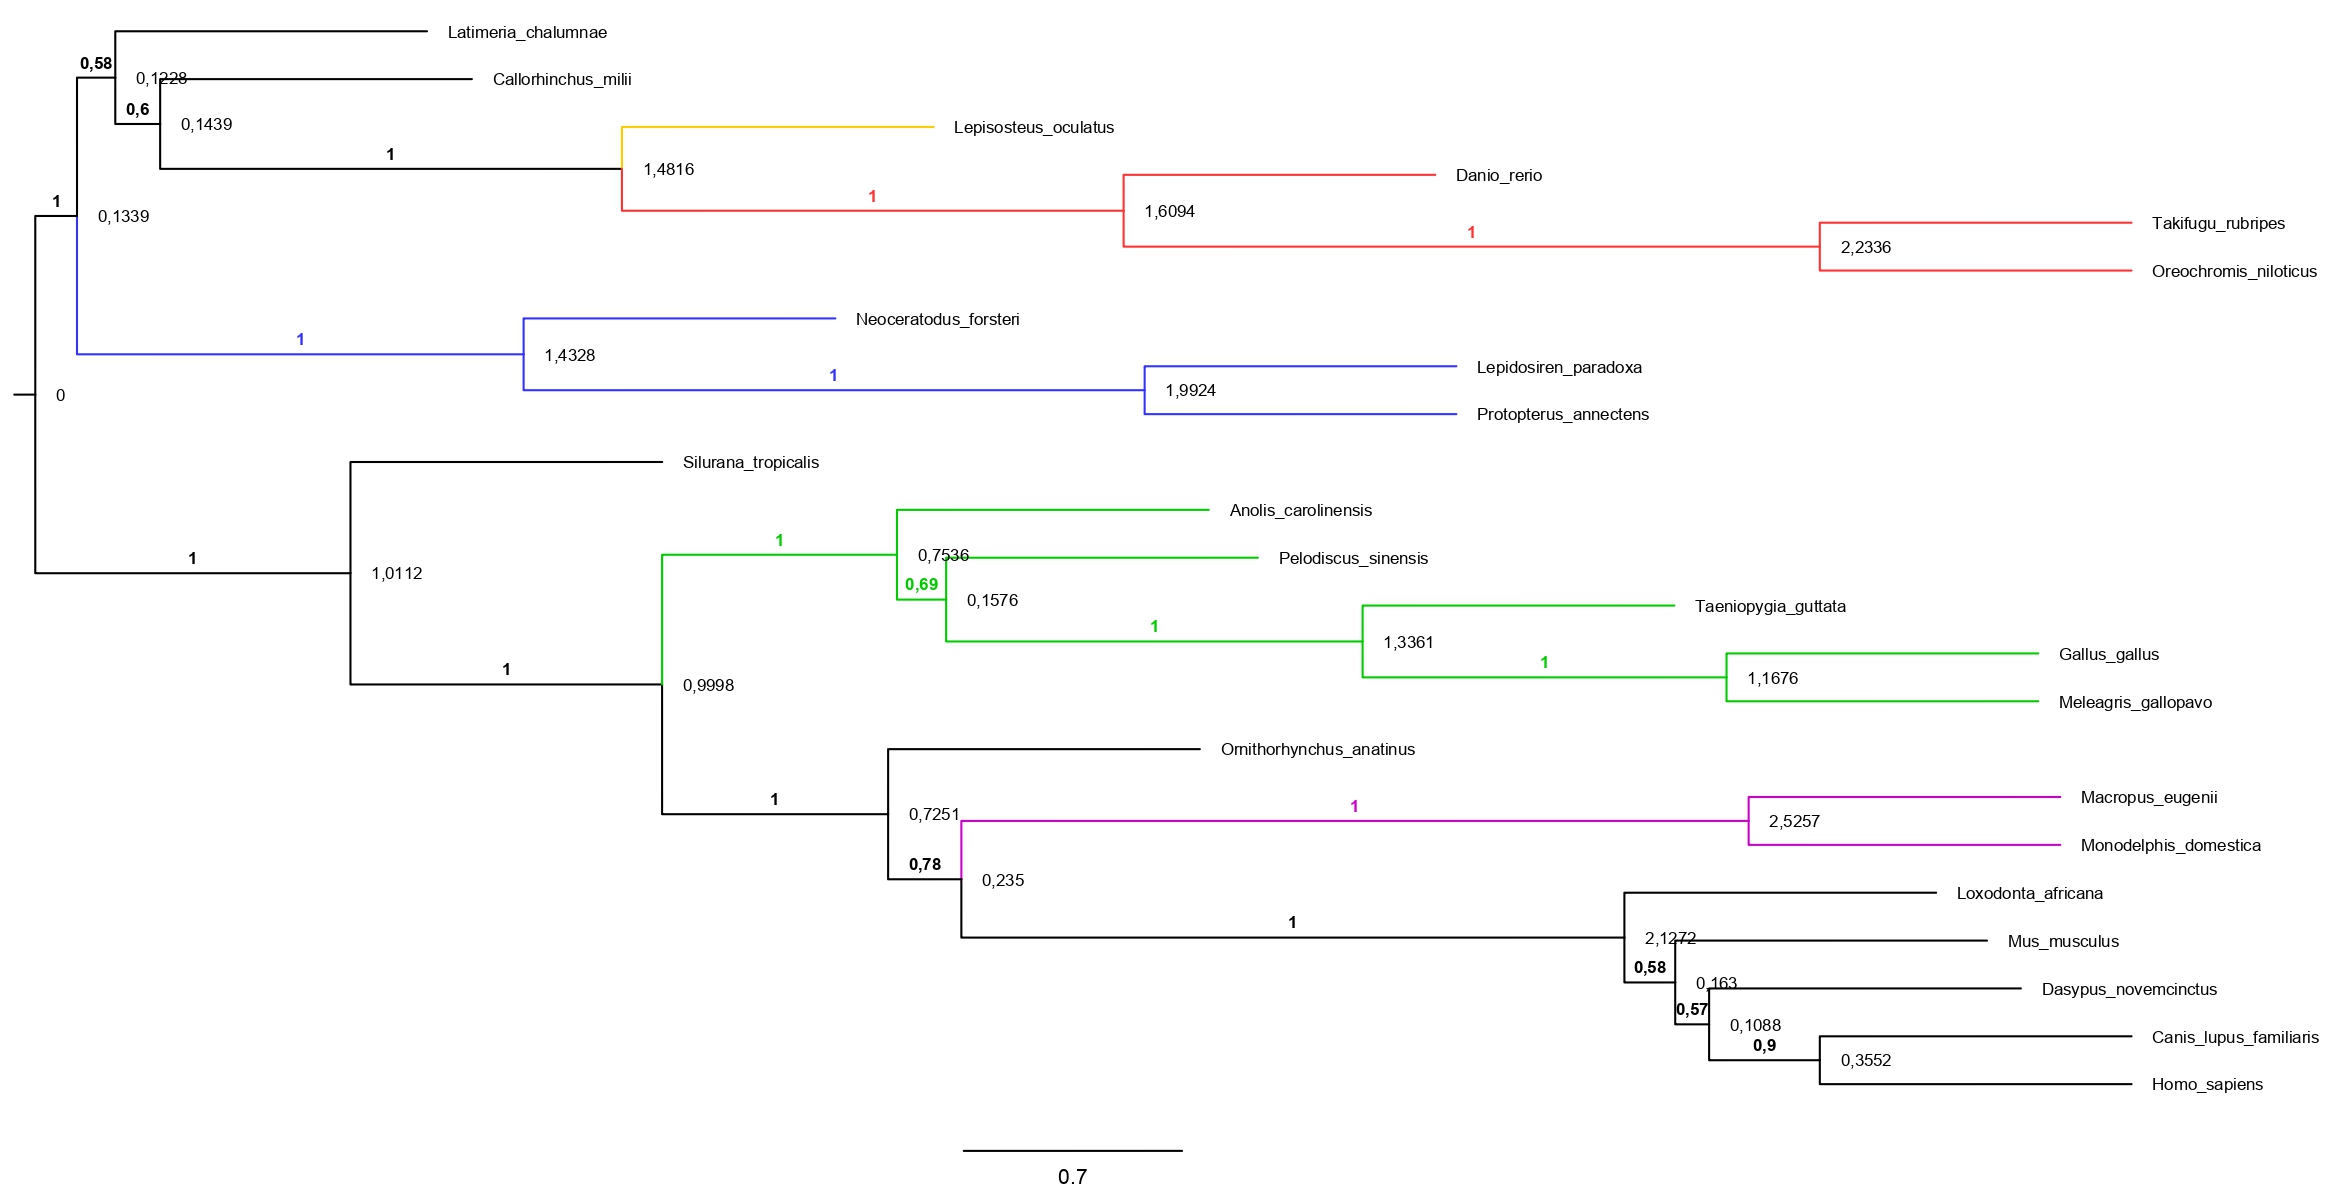 Latimeria_chalumnae
0,58
0,1228
Callorhinchus_milii
0,6
0,1439
Lepisosteus_oculatus
1
1,4816
Danio_rerio
1
1
0,1339
1,6094
Takifugu_rubripes
1
2,2336
Oreochromis_niloticus
Neoceratodus_forsteri
1
1,4328
Lepidosiren_paradoxa
1
1,9924
0
Protopterus_annectens
Silurana_tropicalis
Anolis_carolinensis
1
0,7536
Pelodiscus_sinensis
1
1,0112
0,69
0,1576
Taeniopygia_guttata
1
1,3361
Gallus_gallus
1
1
0,9998
1,1676
Meleagris_gallopavo
Ornithorhynchus_anatinus
1
0,7251
1
Macropus_eugenii
2,5257
Monodelphis_domestica
0,78
0,235
Loxodonta_africana
1
2,1272
Mus_musculus
0,58
0,163
Dasypus_novemcinctus
0,57
0,1088
Canis_lupus_familiaris
0,9
0,3552
Homo_sapiens
0.7